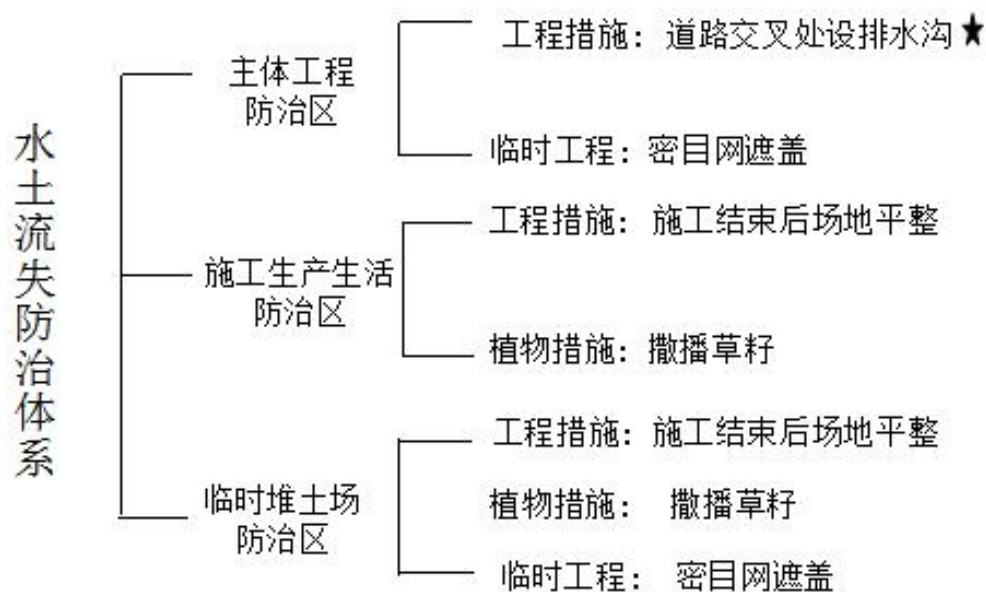 水土流失防治体系
主体工程
防治区
工程措施：道路交叉处设排水沟★
临时工程：密目网遮盖
施工生产生活
防治区
工程措施：施工结束后场地平整
植物措施：撒播草籽
临时堆土场
防治区
工程措施：施工结束后场地平整
植物措施： 撒播草籽
临时工程： 密目网遮盖